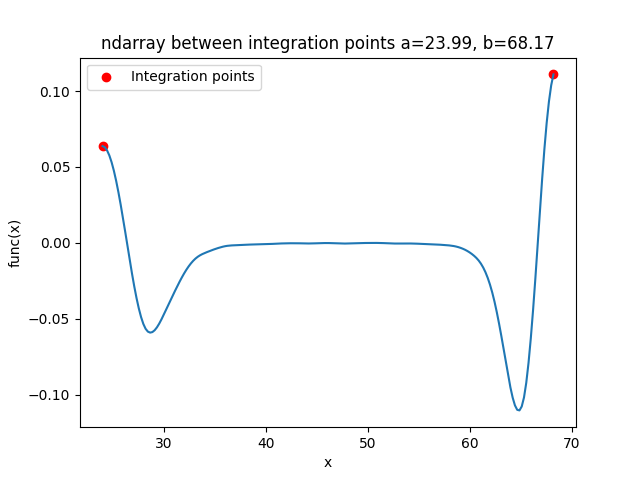 ndarray between integration points a=23.99, b=68.17
Integration points
0.10
0.05
0.00
−0.05
−0.10
func(x)
30
40
50
60
70
x